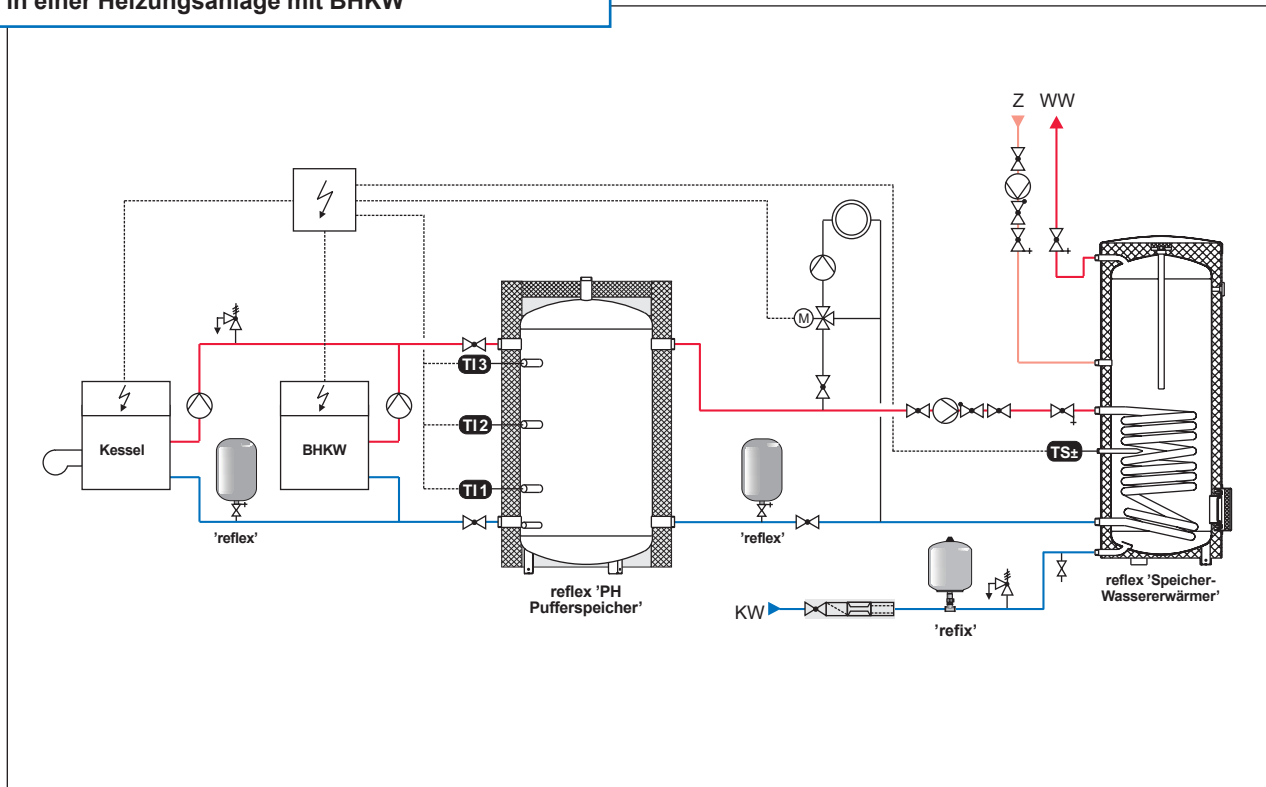 in einer Heizungsanlage mit BHKW
Z WW
M
TI3
Kessel
BHKW
TI2
TS±
TI1
'reflex'
'reflex'
reflex 'PH
Pufferspeicher'
reflex 'Speicher-
Wassererwärmer'
KW
'refix'